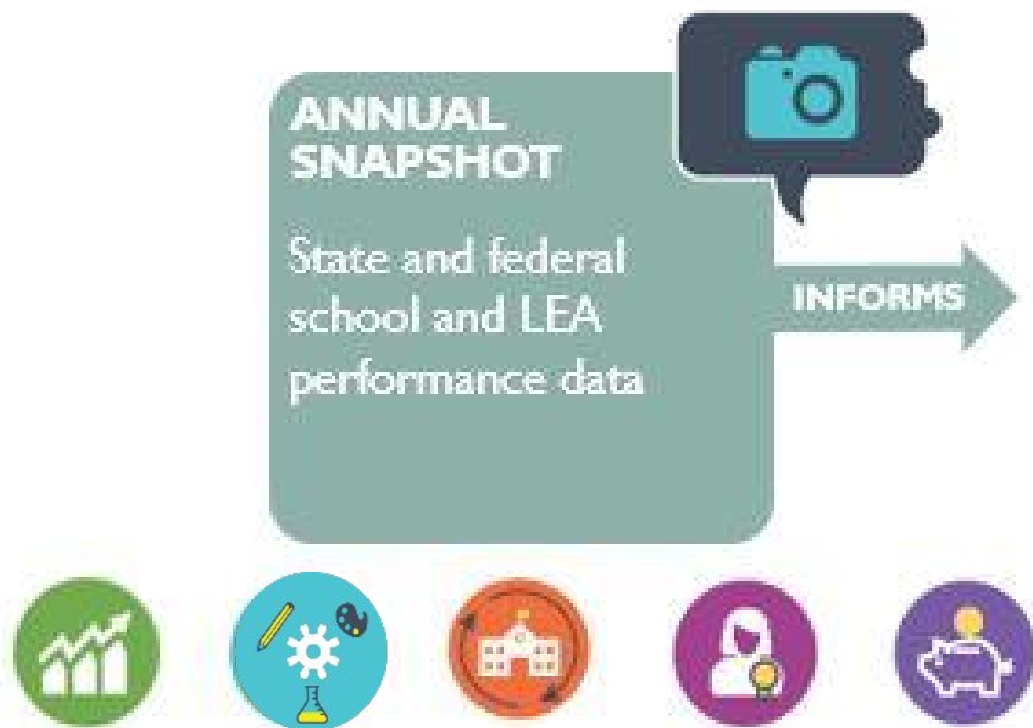 ANNUAL
SNAPSHOT
State and federal
school and LEA
performance data
INFORMS